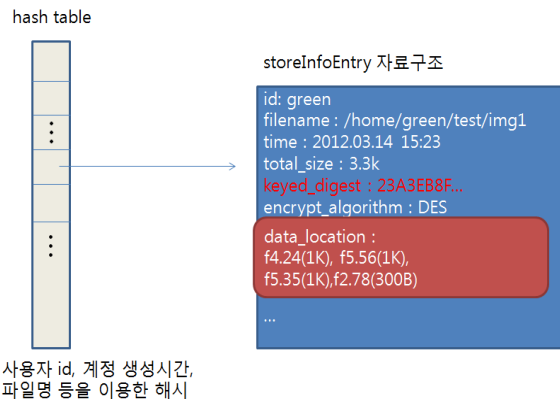 hash table
storeInfoEntry 자료구조
id: green
filename : /home/green/test/img1
time : 2012.03.14 15:23
total_size : 3.3k
keyed_digest : 23A3EB8F...
encrypt_algorithm : DES
data_location :
f4.24(1K), f5.56(1K),
f5.35(1K),f2.78(300B)
...
사용자 id, 계정 생성시간,
파일명 등을 이용한 해시